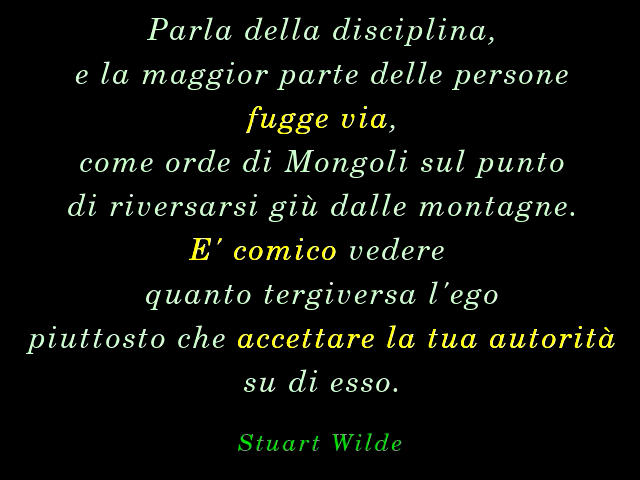 Parla della disciplina,
e la maggior parte delle persone
fugge via,
come orde di Mongoli sul punto
di riversarsi giù dalle montagne.
E' comico vedere
quanto tergiversa l'ego
piuttosto che accettare la tua autorità
su di esso.
Stuart Wilde